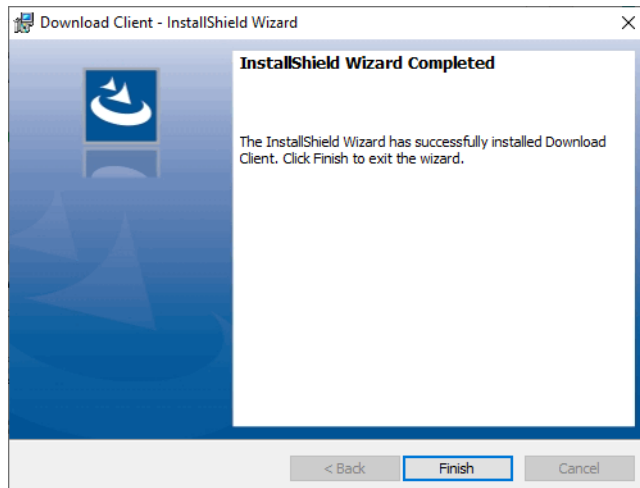 Download Client - InstallShield Wizard
InstallShield Wizard Completed
The InstallShield Wizard has successfully installed Download
Client. Click Finish to exit the wizard.
< Back Finish Cancel